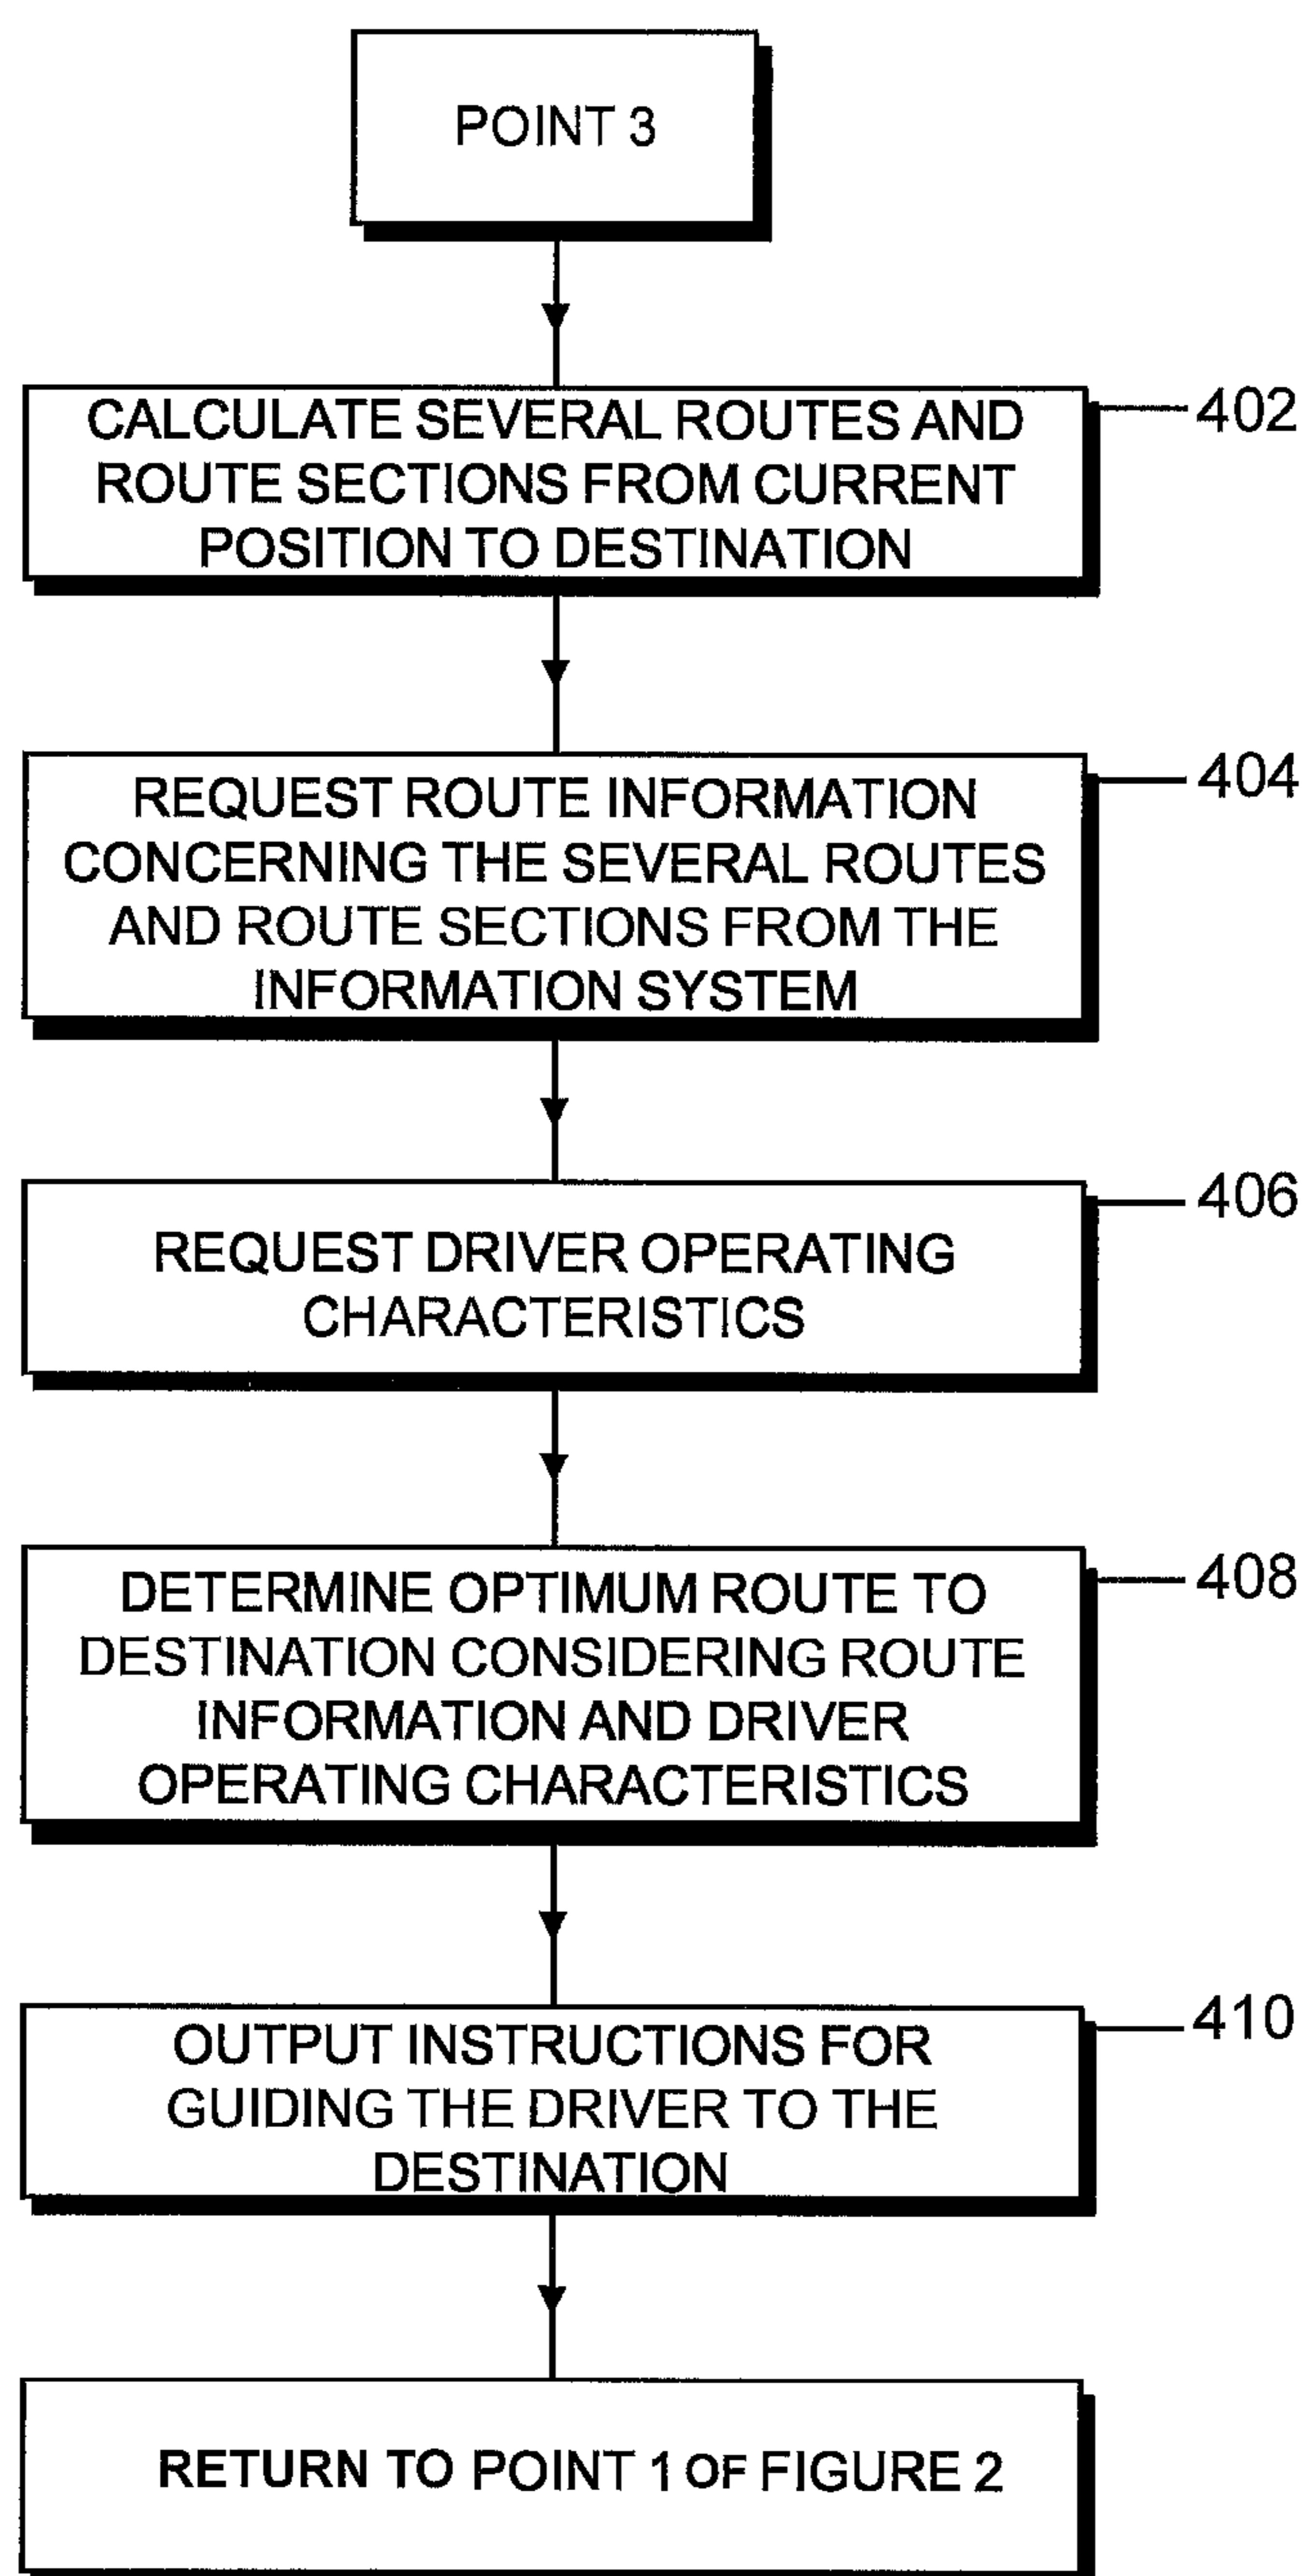 POINT 3
CALCULATE SEVERAL ROUTES AND
ROUTE SECTIONS FROM CURRENT
POSITION TO DESTINATION
402
REQUEST ROUTE INFORMATION
CONCERNING THE SEVERAL ROUTES
AND ROUTE SECTIONS FROM THE
INFORMATION SYSTEM
404
REQUEST DRIVER OPERATING
CHARACTERISTICS
406
DETERMINE OPTIMUM ROUTE TO
DESTINATION CONSIDERING ROUTE
INFORMATION AND DRIVER
OPERATING CHARACTERISTICS
408
OUTPUT INSTRUCTIONS FOR
GUIDING THE DRIVER TO THE
DESTINATION
410
RETURN TO POINT 1 OF FIGURE 2